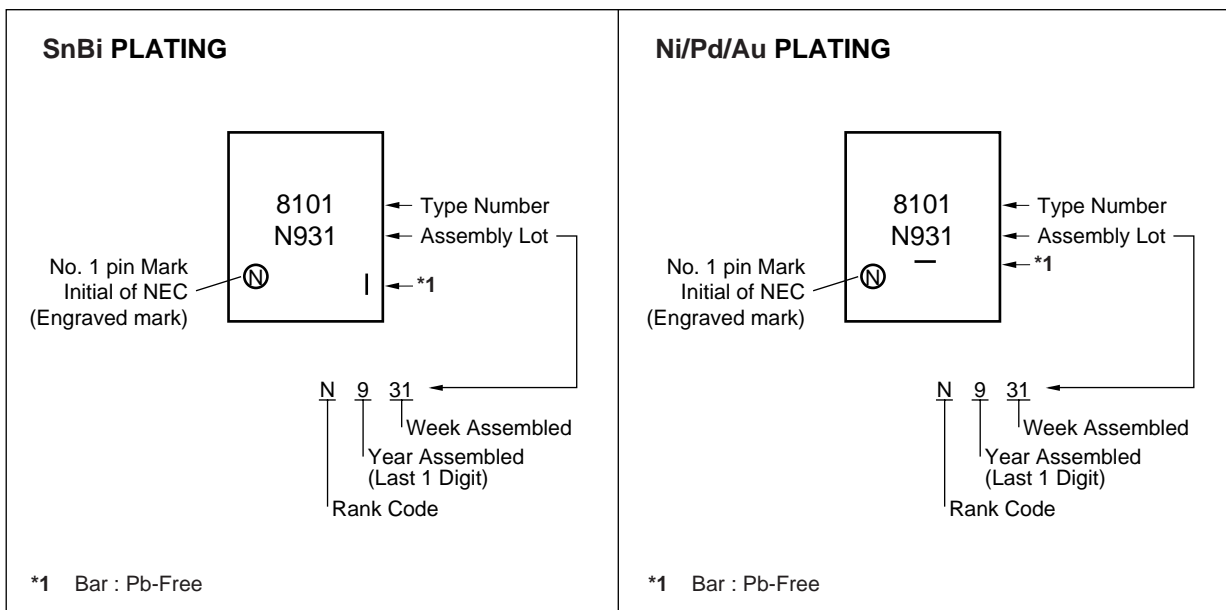 SnBi PLATING
8101
N931
N
Type Number
Assembly Lot
No. 1 pin Mark
Initial of NEC
(Engraved mark)
*1
N 9 31
Week Assembled
Year Assembled
(Last 1 Digit)
Rank Code
*1 Bar : Pb-Free
Ni/Pd/Au PLATING
8101
N931
N
Type Number
Assembly Lot
*1
No. 1 pin Mark
Initial of NEC
(Engraved mark)
N 9 31
Week Assembled
Year Assembled
(Last 1 Digit)
Rank Code
*1 Bar : Pb-Free